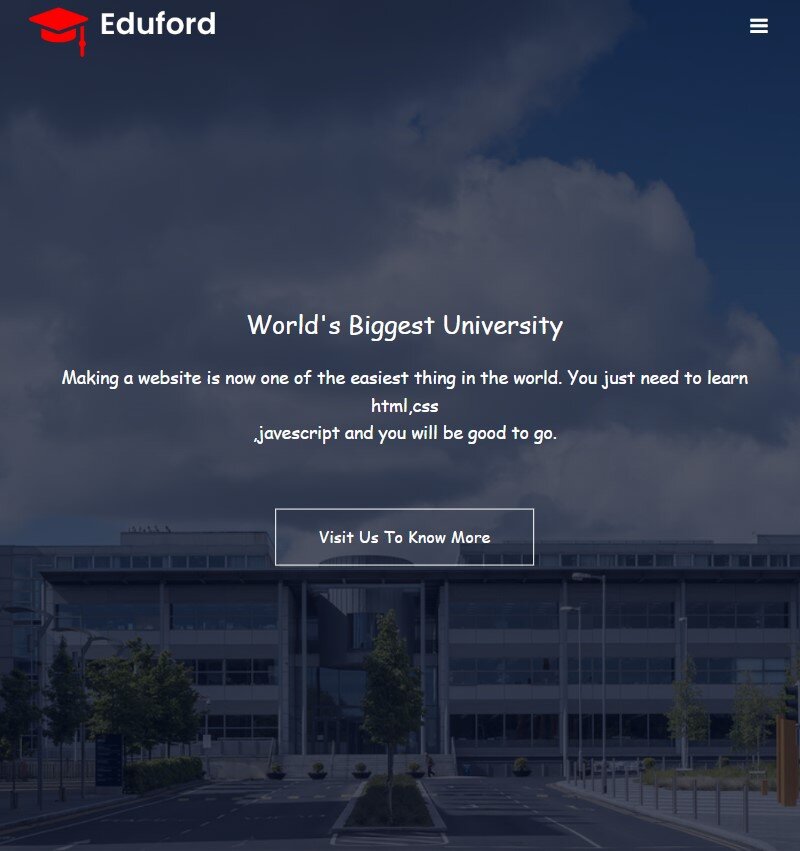 Eduford
World's Biggest University
Making a website is now one of the easiest thing in the world. You just need to learn
html,css
,javescript and you will be good to go.
Visit Us To Know More